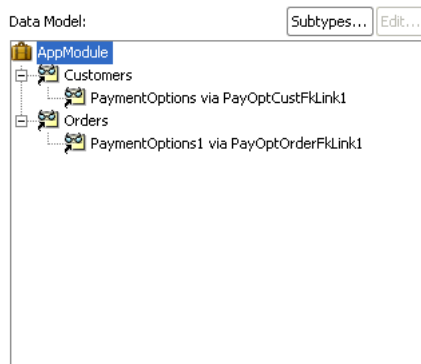 Data Model:
Subtypes... Edit...
AppModule
Customers
PaymentOptions via PayOptCustFkLink1
Orders
PaymentOptions1 via PayOptOrderFkLink1